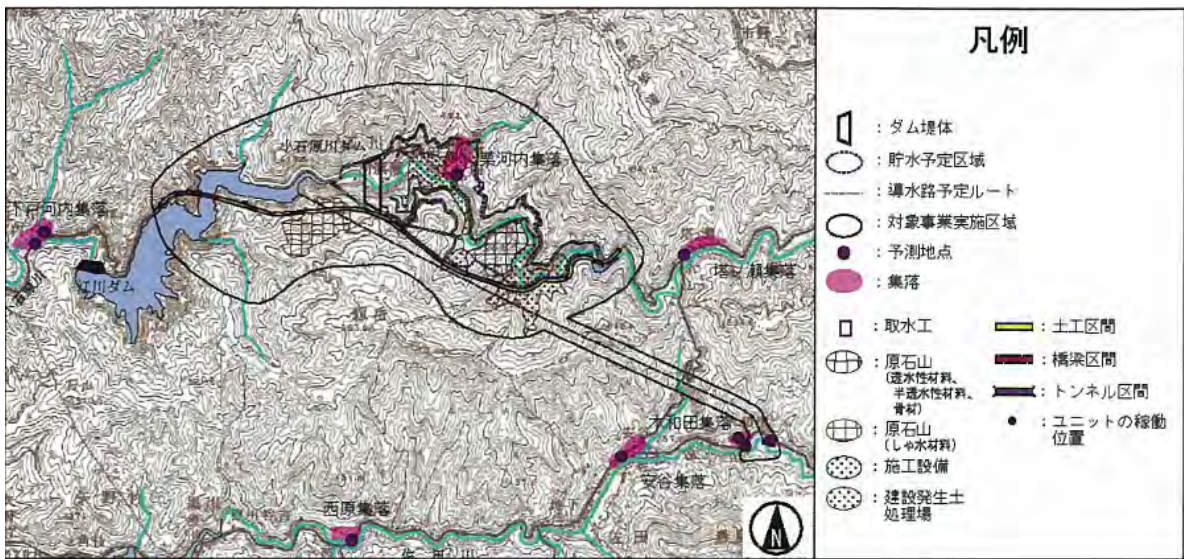 小石原川ダム
栗河内集落
下戸河内集落
江川ダム
塔ノ瀬集落
木和田集落
安谷集落
西原集落
佐田川
N
凡例
：ダム堤体
：貯水予定区域
：導水路予定ルート
：対象事業実施区域
：予測地点
：集落
：取水工
：原石山
(透水性材料、
半透水性材料、
骨材)
：原石山
(しゃ水材料)
：施工設備
：建設発生土
処理場
：土工区間
：橋梁区間
：トンネル区間
：ユニットの稼働
位置